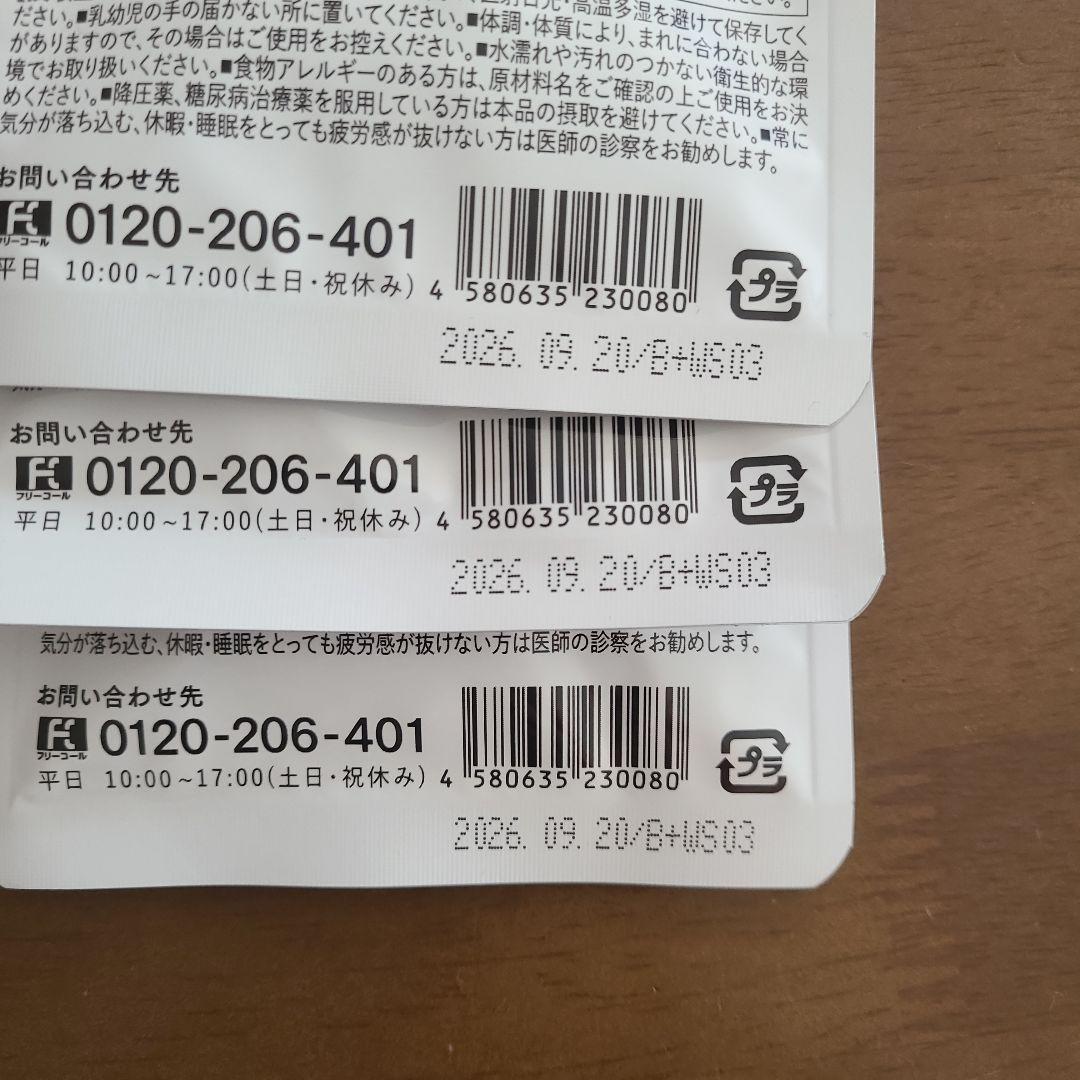 ださい。■乳幼児の手の届かない所に置いてください。■体調・体質により、まれに合わない場合
高温多湿を避けて保存してく
がありますので、その場合はご使用をお控えください。■水濡れや汚れのつかない衛生的な環
境でお取り扱いください。■食物アレルギーのある方は、原材料名をご確認の上ご使用をお決
めください。■降圧薬、糖尿病治療薬を服用している方は本品の摂取を避けてください。■常に
気分が落ち込む、休暇・睡眠をとっても疲労感が抜けない方は医師の診察をお勧めします。
お問い合わせ先
フリーコール 0120-206-401
平日 10:00~17:00(土日・祝休み)
4 580635 230080
プラ
2026. 09. 20/B+WS03
お問い合わせ先
フリーコール 0120-206-401
平日 10:00~17:00(土日・祝休み)
4 580635 230080
プラ
2026. 09. 20/B+WS03
気分が落ち込む、休暇・睡眠をとっても疲労感が抜けない方は医師の診察をお勧めします。
お問い合わせ先
フリーコール 0120-206-401
平日 10:00~17:00(土日・祝休み)
4 580635 230080
プラ
2026. 09. 20/B+WS03